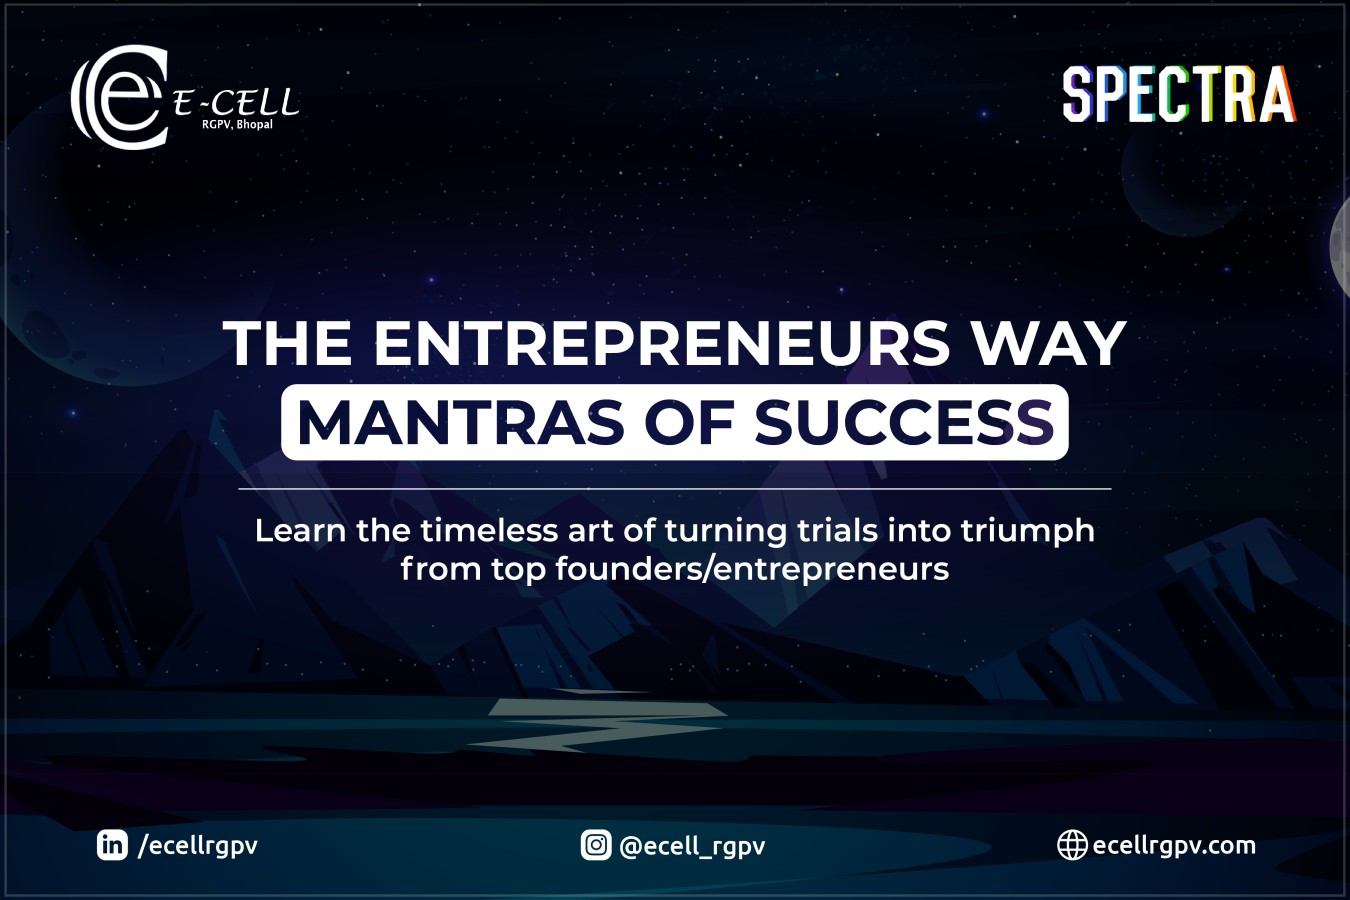 E-CELL
RGPV, Bhopal
SPECTRA
THE ENTREPRENEURS WAY
MANTRAS OF SUCCESS
Learn the timeless art of turning trials into triumph
from top founders/entrepreneurs
/ecellrgpv
@ecell_rgpv
ecellrgpv.com